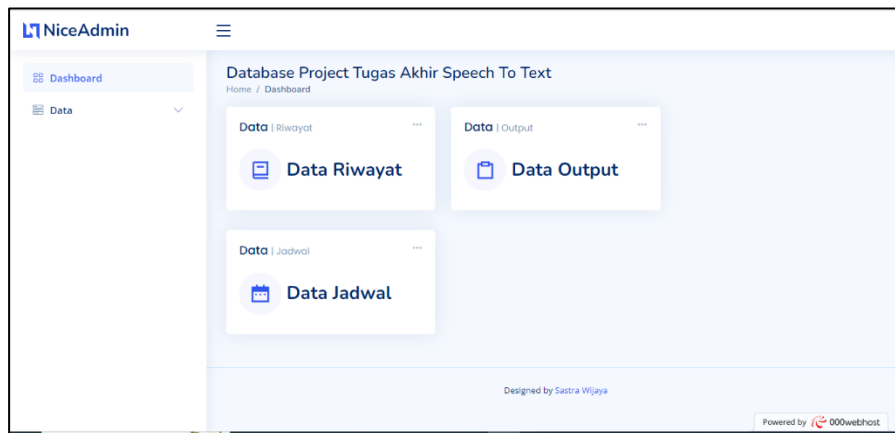 NiceAdmin
Dashboard
Data
Database Project Tugas Akhir Speech To Text
Home / Dashboard
Data | Riwayat
Data Riwayat
Data | Output
Data Output
Data | Jadwal
Data Jadwal
Designed by Sastra Wijaya
Powered by 000webhost